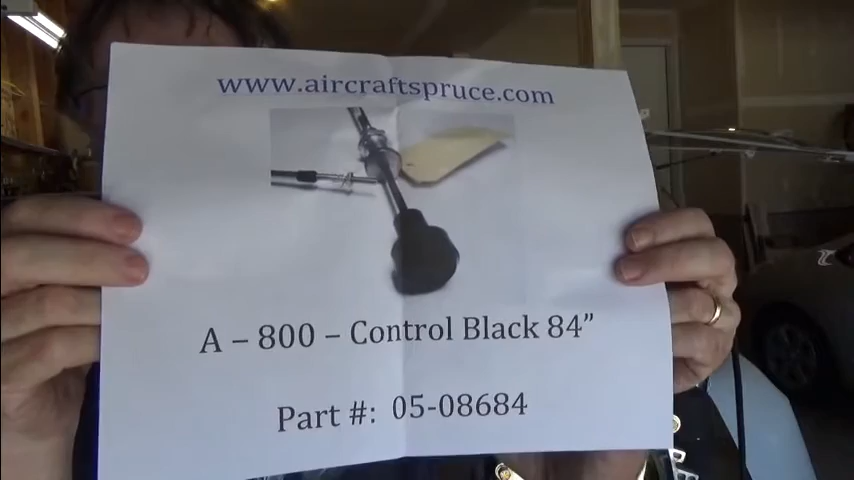 www.aircraftspruce.com
A – 800 – Control Black 84”
Part #: 05-08684